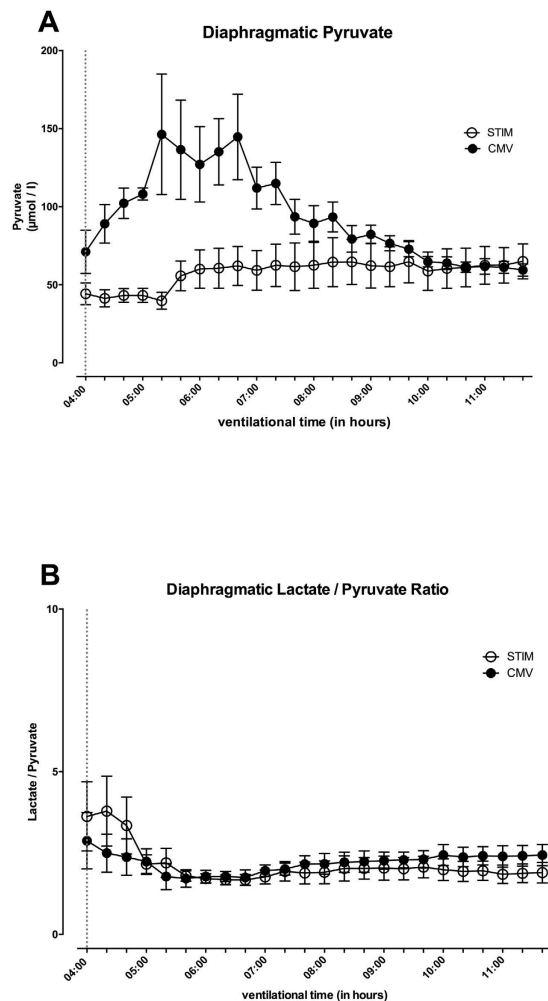 A
Diaphragmatic Pyruvate
200
150
100
50
0
Pyruvate
(µmol / l)
STIM
CMV
04:00
05:00
06:00
07:00
08:00
09:00
10:00
11:00
ventilational time (in hours)
B
Diaphragmatic Lactate / Pyruvate Ratio
10
5
0
Lactate / Pyruvate
STIM
CMV
04:00
05:00
06:00
07:00
08:00
09:00
10:00
11:00
ventilational time (in hours)